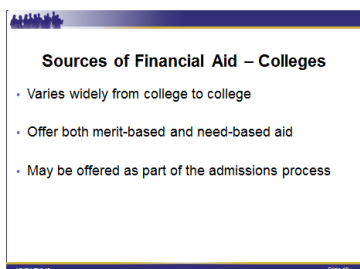 Sources of Financial Aid – Colleges
• Varies widely from college to college
• Offer both merit-based and need-based aid
• May be offered as part of the admissions process